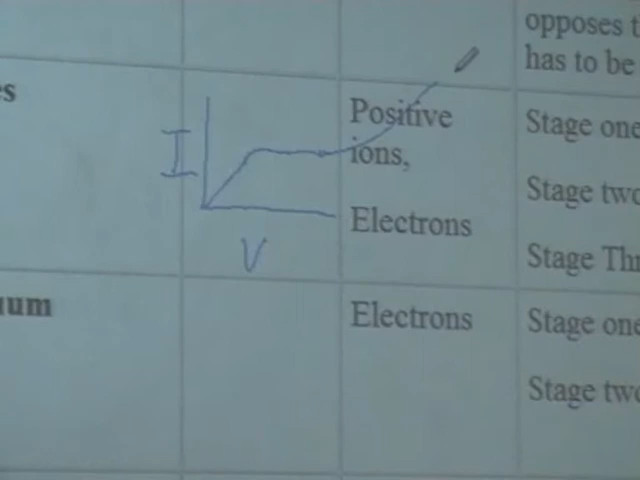 opposes t
has to be
es
Positive
ions,
Electrons
I
V
Stage one
Stage two
Stage Thr
uum
Electrons
Stage one
Stage two